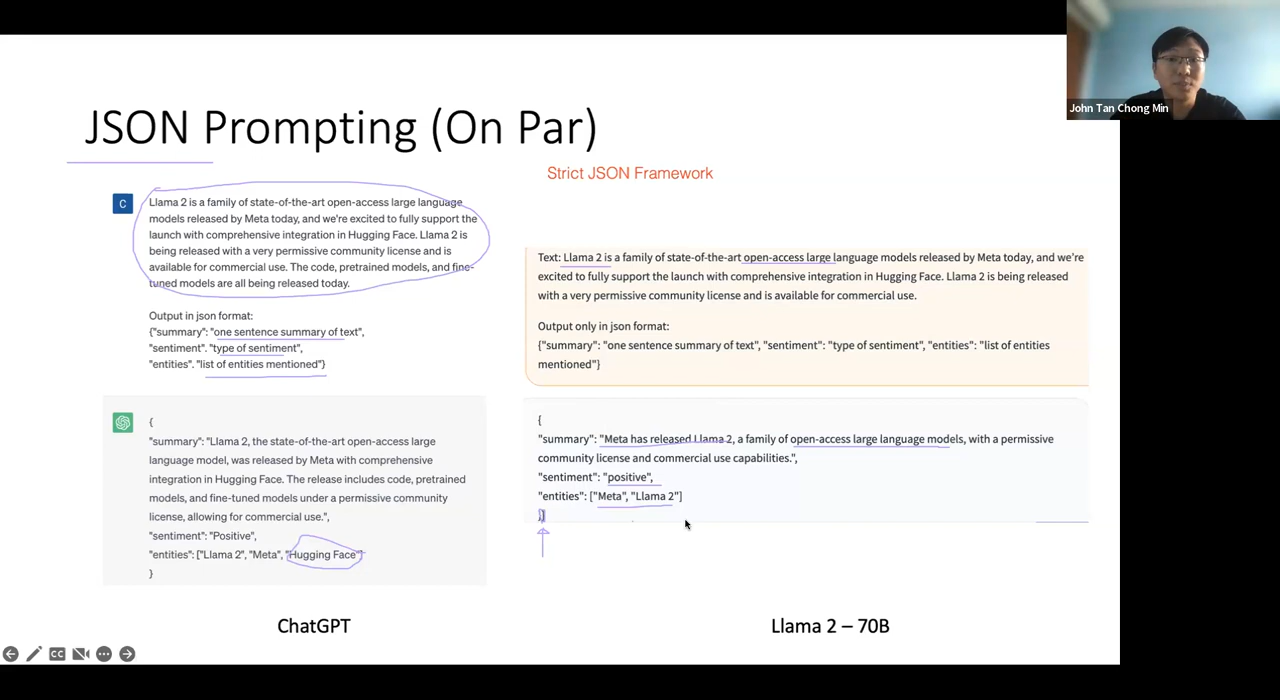 John Tan Chong Min
JSON Prompting (On Par)
Strict JSON Framework
C
Llama 2 is a family of state-of-the-art open-access large language
models released by Meta today, and we're excited to fully support the
launch with comprehensive integration in Hugging Face. Llama 2 is
being released with a very permissive community license and is
available for commercial use. The code, pretrained models, and fine-
tuned models are all being released today.
Output in json format:
{"summary": "one sentence summary of text",
"sentiment". "type of sentiment",
"entities". "list of entities mentioned"}
{
"summary": "Llama 2, the state-of-the-art open-access large
language model, was released by Meta with comprehensive
integration in Hugging Face. The release includes code, pretrained
models, and fine-tuned models under a permissive community
license, allowing for commercial use.",
"sentiment": "Positive",
"entities": ["Llama 2", "Meta", "Hugging Face"]
}
ChatGPT
Text: Llama 2 is a family of state-of-the-art open-access large language models released by Meta today, and we're
excited to fully support the launch with comprehensive integration in Hugging Face. Llama 2 is being released
with a very permissive community license and is available for commercial use.
Output only in json format:
{"summary": "one sentence summary of text", "sentiment": "type of sentiment", "entities": "list of entities
mentioned"}
{
"summary": "Meta has released Llama 2, a family of open-access large language models, with a permissive
community license and commercial use capabilities.",
"sentiment": "positive",
"entities": ["Meta", "Llama 2"]
Llama 2 – 70B
CC